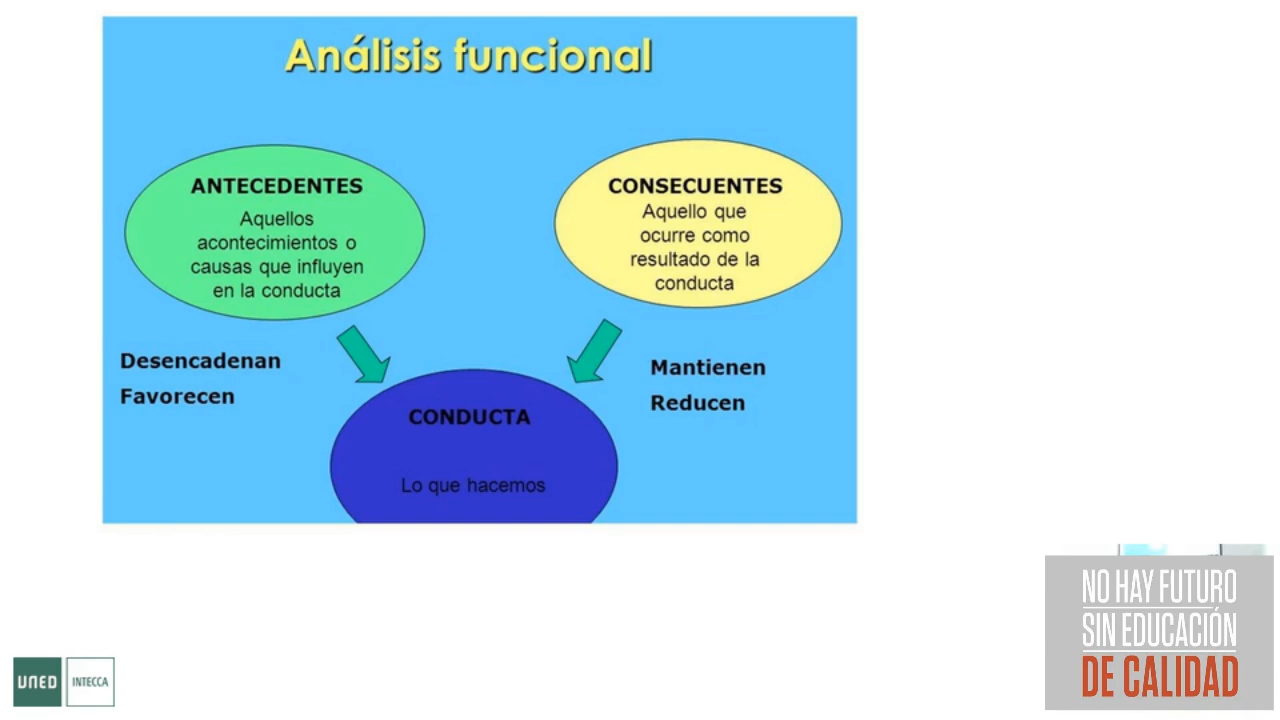 Análisis funcional
ANTECEDENTES
Aquellos
acontecimientos o
causas que influyen
en la conducta
CONSECUENTES
Aquello que
ocurre como
resultado de la
conducta
Desencadenan
Favorecen
Mantienen
Reducen
CONDUCTA
Lo que hacemos
NO HAY FUTURO
SIN EDUCACIÓN
DE CALIDAD
UNED
INTECCA